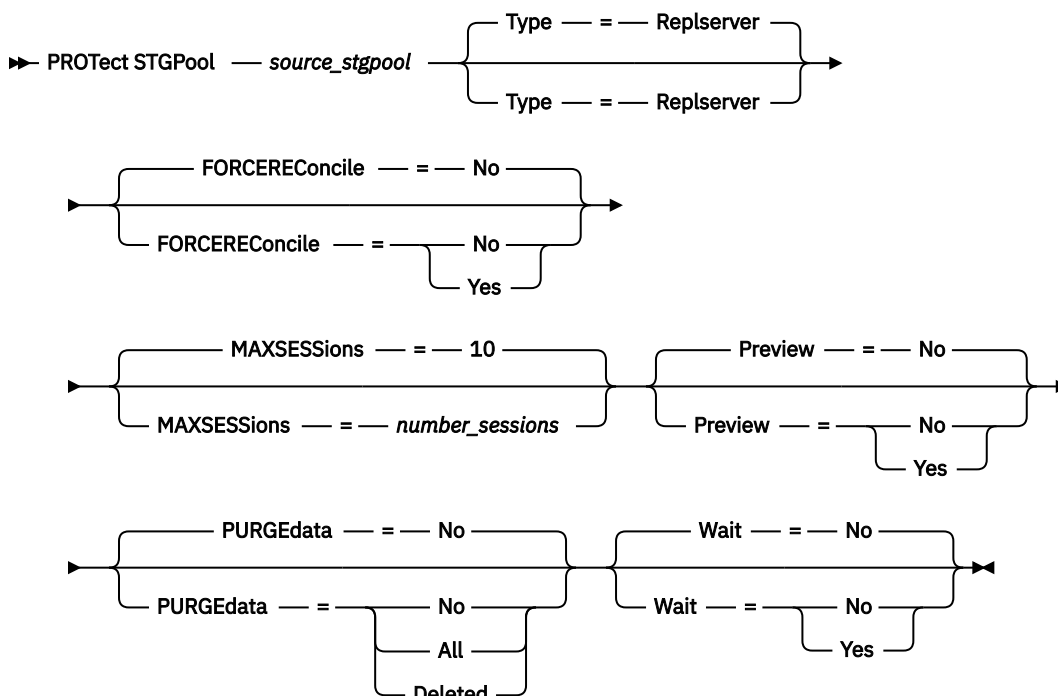 Type = Replserver
PROTect STGPool source_stgpool
Type = Replserver
FORCEREConcile = No
FORCEREConcile = No
Yes
MAXSESSions = 10 Preview = No
MAXSESSions = number_sessions Preview = No
Yes
PURGEdata = No Wait = No
PURGEdata = No Wait = No
All Yes
Deleted